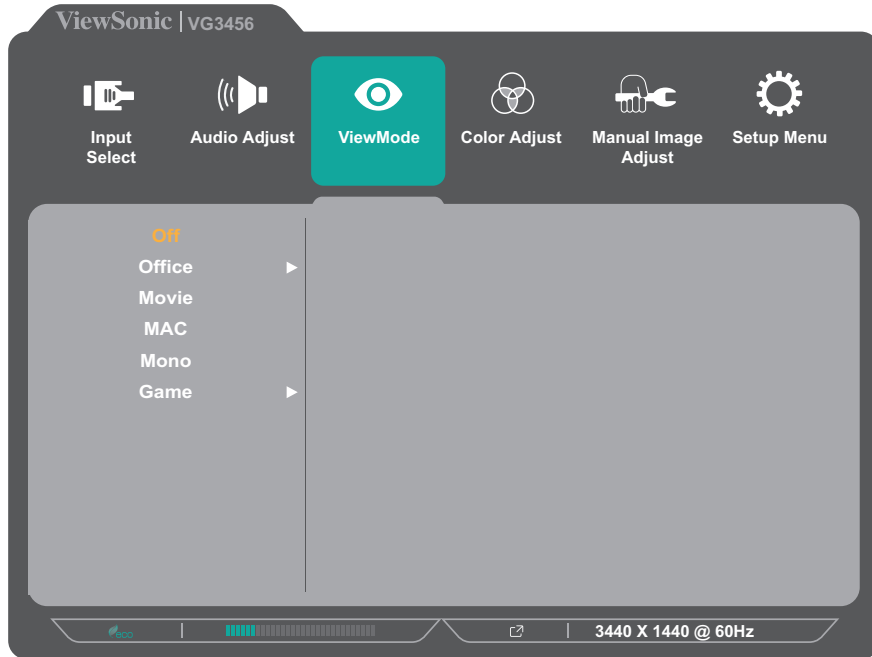 ViewSonic | VG3456
Input
Select
Audio Adjust
ViewMode
Color Adjust
Manual Image
Adjust
Setup Menu
Off
Office ►
Movie
MAC
Mono
Game ►
eco
3440 X 1440 @ 60Hz